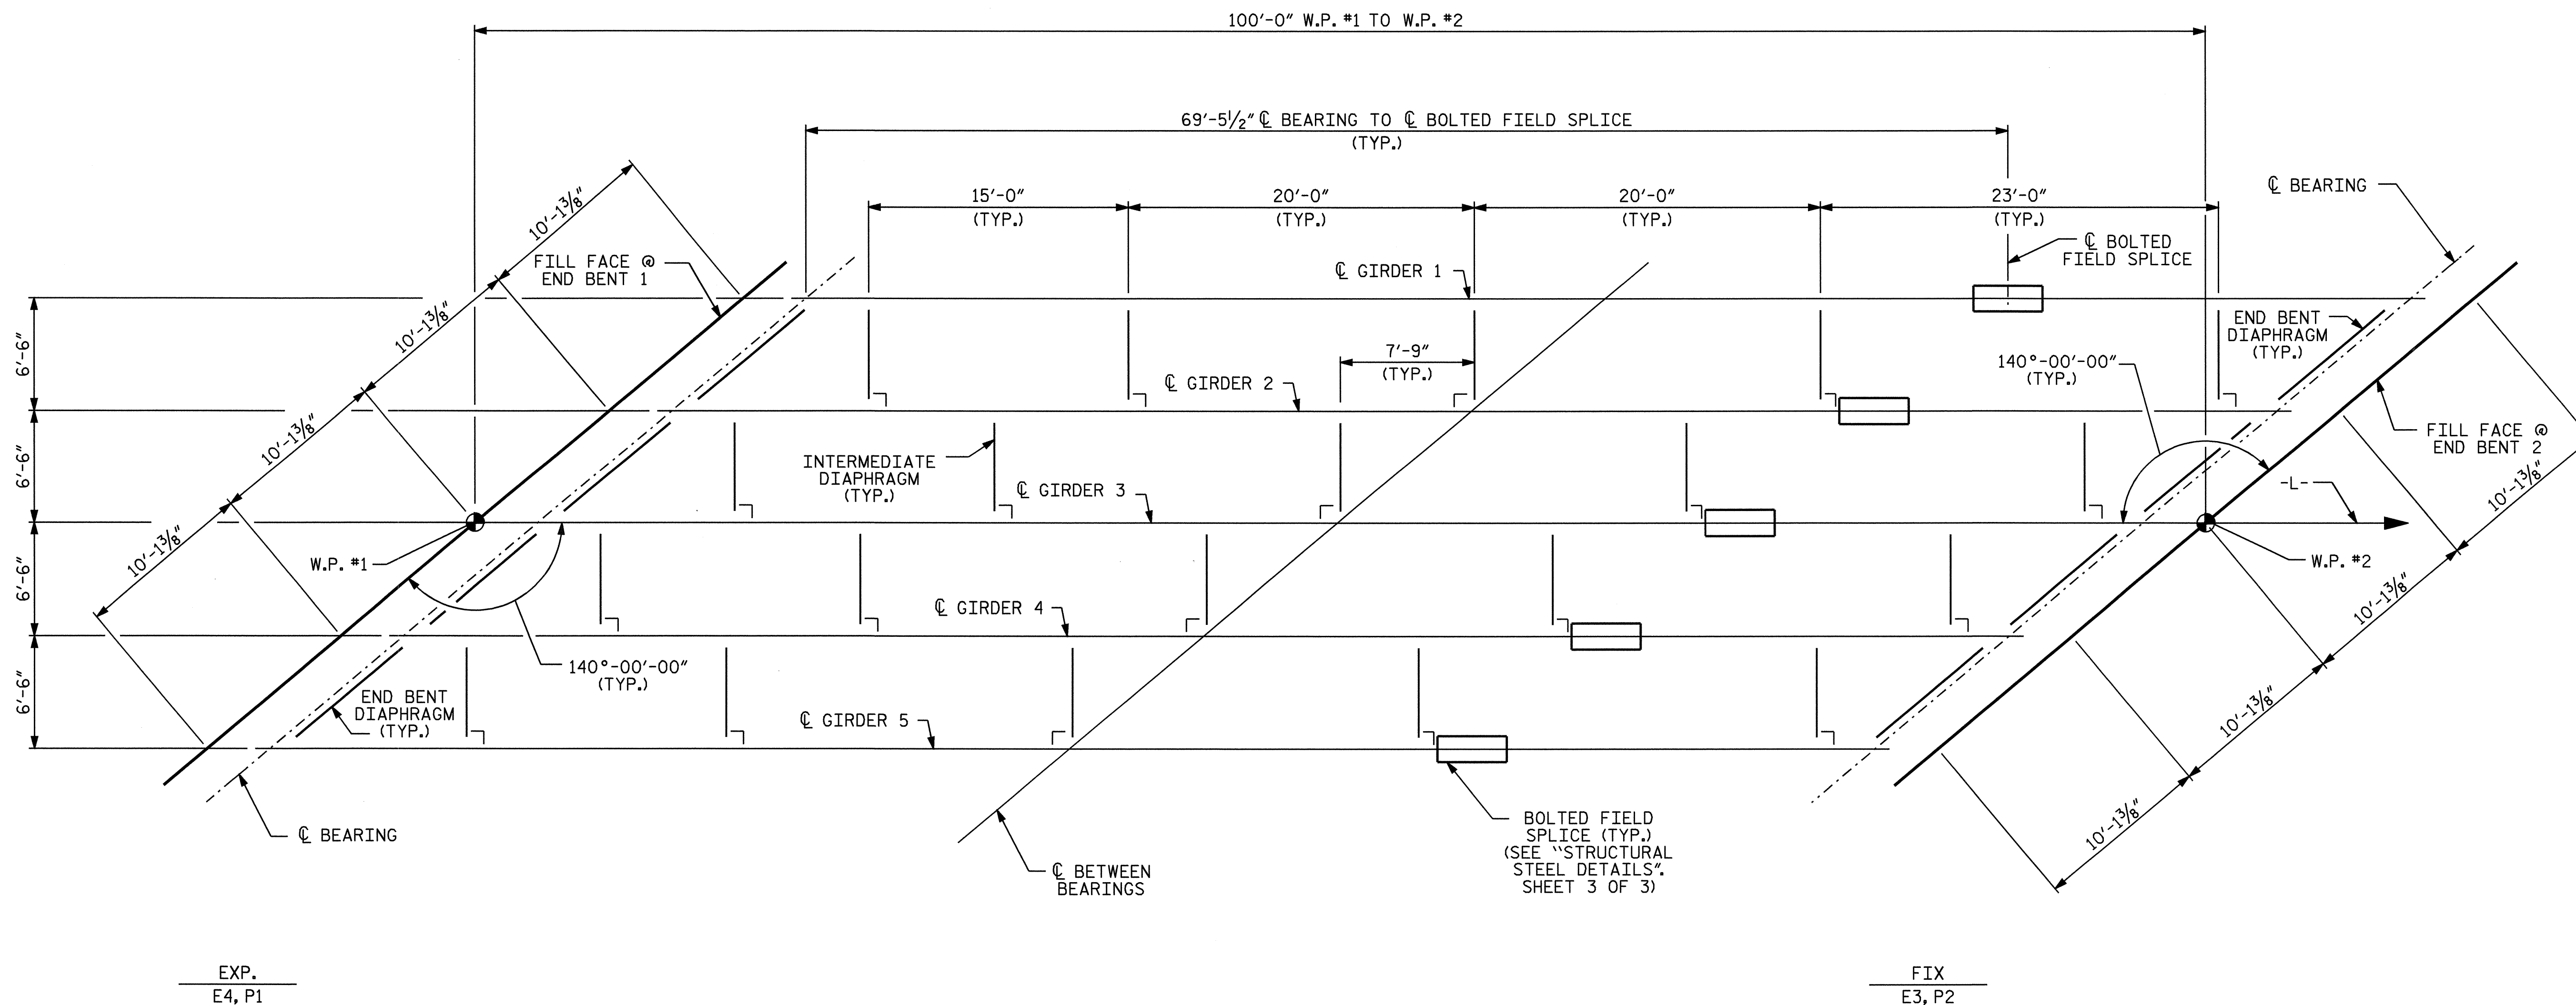 100'-0" W.P. #1 TO W.P. #2
69'-5½" ℄ BEARING TO ℄ BOLTED FIELD SPLICE
(TYP.)
15'-0"
(TYP.)
20'-0"
(TYP.)
20'-0"
(TYP.)
23'-0"
(TYP.)
℄ BEARING
℄ BOLTED
FIELD SPLICE
10'-1⅜"
10'-1⅜"
10'-1⅜"
10'-1⅜"
FILL FACE @
END BENT 1
℄ GIRDER 1
END BENT
DIAPHRAGM
(TYP.)
6'-6"
6'-6"
6'-6"
6'-6"
7'-9"
(TYP.)
140°-00'-00"
(TYP.)
℄ GIRDER 2
FILL FACE @
END BENT 2
INTERMEDIATE
DIAPHRAGM
(TYP.)
℄ GIRDER 3
-L-
W.P. #1
W.P. #2
℄ GIRDER 4
140°-00'-00"
(TYP.)
END BENT
DIAPHRAGM
(TYP.)
℄ GIRDER 5
10'-1⅜"
10'-1⅜"
10'-1⅜"
10'-1⅜"
℄ BEARING
℄ BETWEEN
BEARINGS
BOLTED FIELD
SPLICE (TYP.)
(SEE "STRUCTURAL
STEEL DETAILS".
SHEET 3 OF 3)
EXP.
E4, P1
FIX
E3, P2